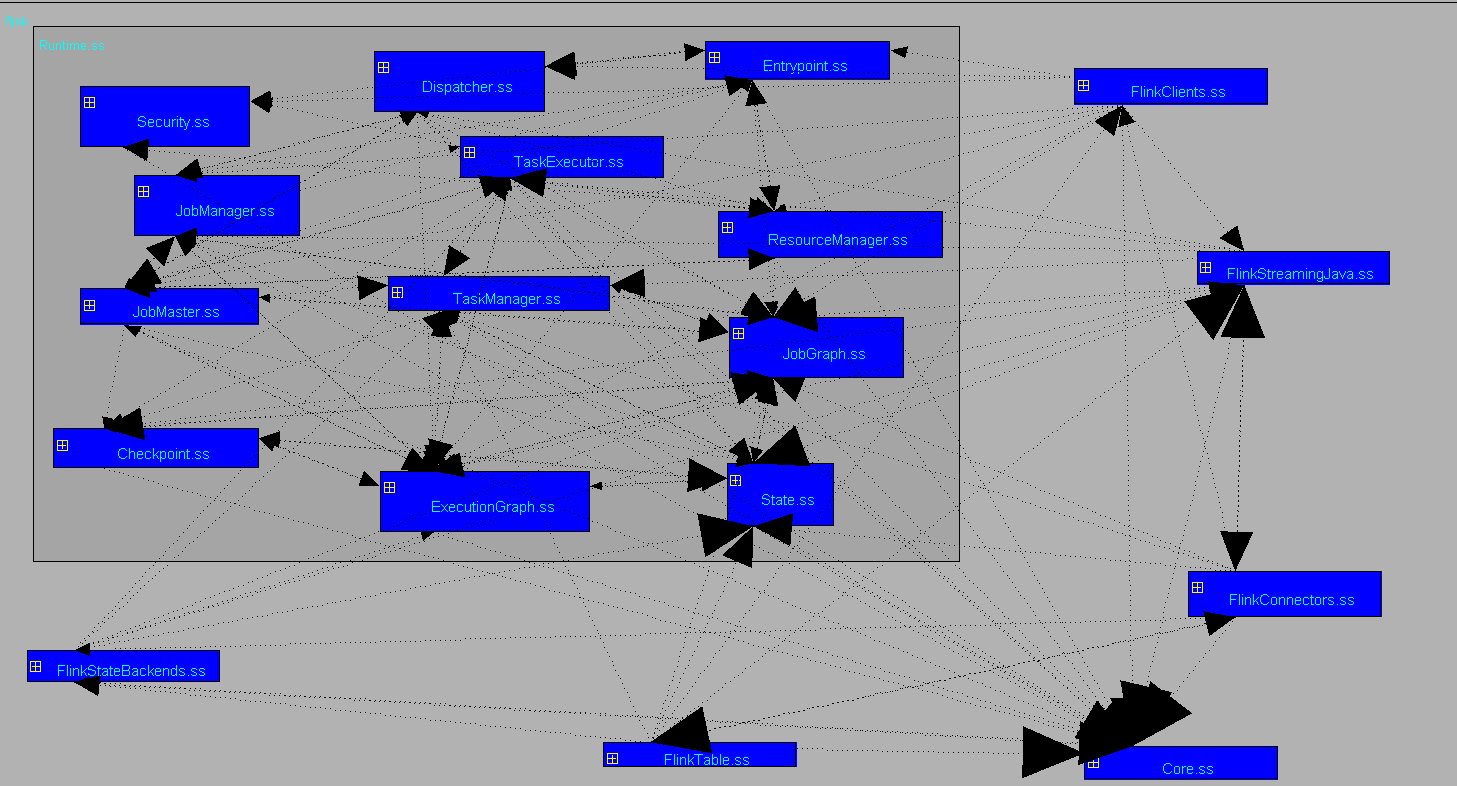 Runtime.ss
Entrypoint.ss
Dispatcher.ss
FlinkClients.ss
Security.ss
TaskExecutor.ss
JobManager.ss
ResourceManager.ss
FlinkStreamingJava.ss
TaskManager.ss
JobMaster.ss
JobGraph.ss
Checkpoint.ss
State.ss
ExecutionGraph.ss
FlinkConnectors.ss
FlinkStateBackends.ss
FlinkTable.ss
Core.ss